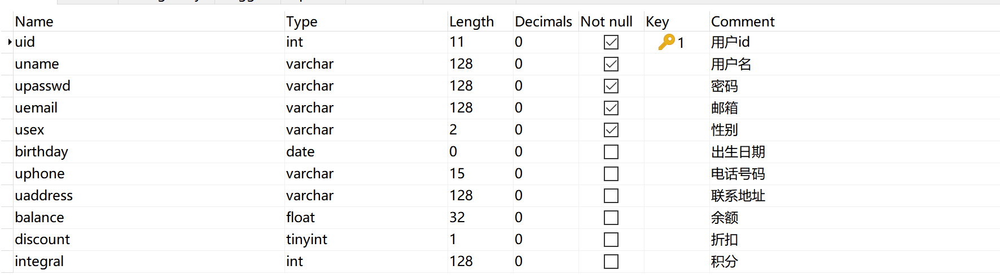 Name Type Length Decimals Not null Key Comment
uid int 11 0 1 用户id
uname varchar 128 0 用户名
upasswd varchar 128 0 密码
uemail varchar 128 0 邮箱
usex varchar 2 0 性别
birthday date 0 0 出生日期
uphone varchar 15 0 电话号码
uaddress varchar 128 0 联系地址
balance float 32 0 余额
discount tinyint 1 0 折扣
integral int 128 0 积分